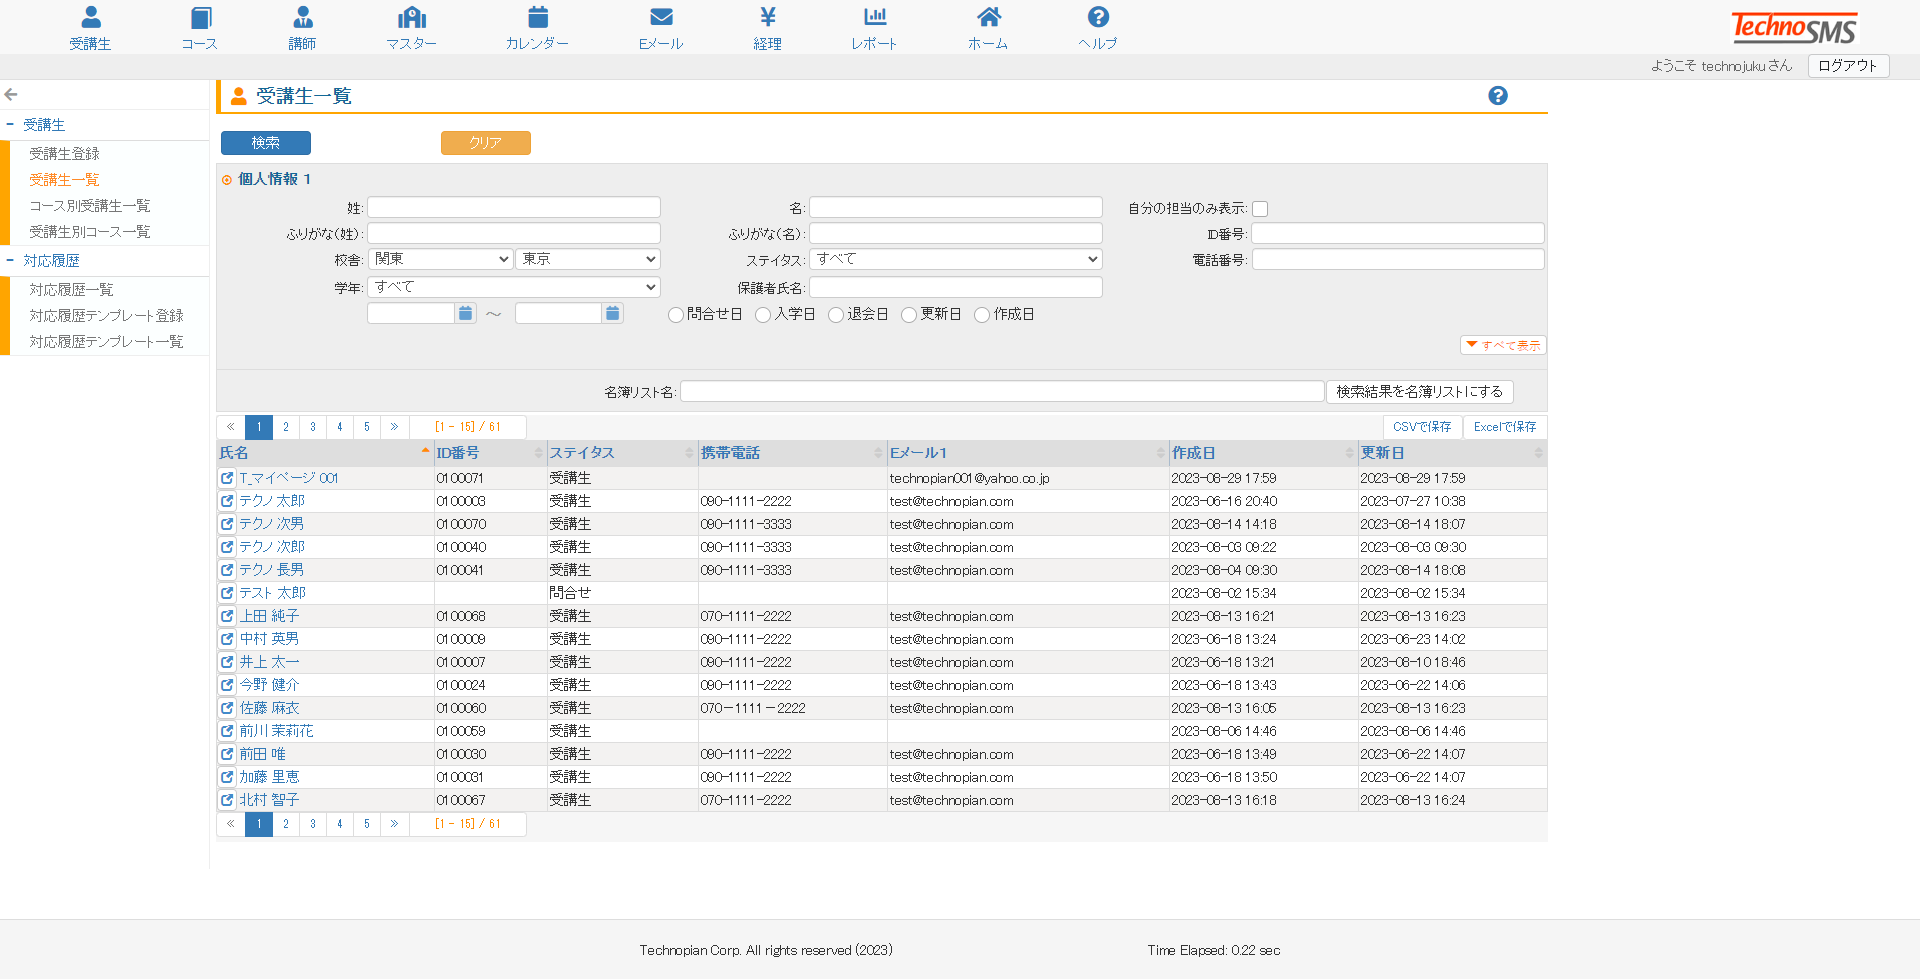 受講生 コース 講師 マスター カレンダー Eメール 経理 レポート ホーム ヘルプ
TechnoSMS
ようこそ technojuku さん ログアウト
受講生
受講生登録
受講生一覧
コース別受講生一覧
受講生別コース一覧
対応履歴
対応履歴一覧
対応履歴テンプレート登録
対応履歴テンプレート一覧
受講生一覧
検索 クリア
個人情報 1
姓: 名: 自分の担当のみ表示:
ふりがな(姓): ふりがな(名): ID番号:
校舎: 関東 東京 ステイタス: すべて 電話番号:
学年: すべて 保護者氏名:
～ 問合せ日 入学日 退会日 更新日 作成日
すべて表示
名簿リスト名: 検索結果を名簿リストにする
« 1 2 3 4 5 » [1 - 15] / 61 CSVで保存 Excelで保存
氏名 ID番号 ステイタス 携帯電話 Eメール1 作成日 更新日
T_マイページ 001 0100071 受講生 technopian001@yahoo.co.jp 2023-08-29 17:59 2023-08-29 17:59
テクノ 太郎 0100003 受講生 090-1111-2222 test@technopian.com 2023-06-16 20:40 2023-07-27 10:38
テクノ 次男 0100070 受講生 090-1111-3333 test@technopian.com 2023-08-14 14:18 2023-08-14 18:07
テクノ 次郎 0100040 受講生 090-1111-3333 test@technopian.com 2023-08-03 09:22 2023-08-03 09:30
テクノ 長男 0100041 受講生 090-1111-3333 test@technopian.com 2023-08-04 09:30 2023-08-14 18:08
テスト 太郎 問合せ 2023-08-02 15:34 2023-08-02 15:34
上田 純子 0100068 受講生 070-1111-2222 test@technopian.com 2023-08-13 16:21 2023-08-13 16:23
中村 英男 0100009 受講生 090-1111-2222 test@technopian.com 2023-06-18 13:24 2023-06-23 14:02
井上 太一 0100007 受講生 090-1111-2222 test@technopian.com 2023-06-18 13:21 2023-08-10 18:46
今野 健介 0100024 受講生 090-1111-2222 test@technopian.com 2023-06-18 13:43 2023-06-22 14:06
佐藤 麻衣 0100060 受講生 070－1111－2222 test@technopian.com 2023-08-13 16:05 2023-08-13 16:23
前川 茉莉花 0100059 受講生 2023-08-06 14:46 2023-08-06 14:46
前田 唯 0100030 受講生 090-1111-2222 test@technopian.com 2023-06-18 13:49 2023-06-22 14:07
加藤 里恵 0100031 受講生 090-1111-2222 test@technopian.com 2023-06-18 13:50 2023-06-22 14:07
北村 智子 0100067 受講生 070-1111-2222 test@technopian.com 2023-08-13 16:18 2023-08-13 16:24
« 1 2 3 4 5 » [1 - 15] / 61
Technopian Corp. All rights reserved (2023) Time Elapsed: 0.22 sec